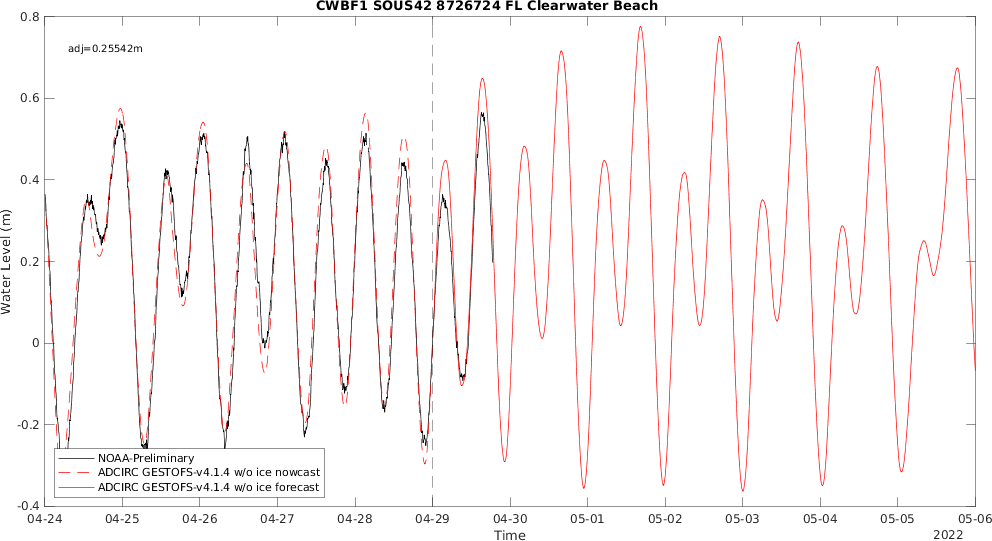 CWBF1 SOUS42 8726724 FL Clearwater Beach
adj=0.25542m
Water Level (m)
0.8
0.6
0.4
0.2
0
-0.2
-0.4
NOAA-Preliminary
ADCIRC GESTOFS-v4.1.4 w/o ice nowcast
ADCIRC GESTOFS-v4.1.4 w/o ice forecast
04-24 04-25 04-26 04-27 04-28 04-29 04-30 05-01 05-02 05-03 05-04 05-05 05-06
Time
2022